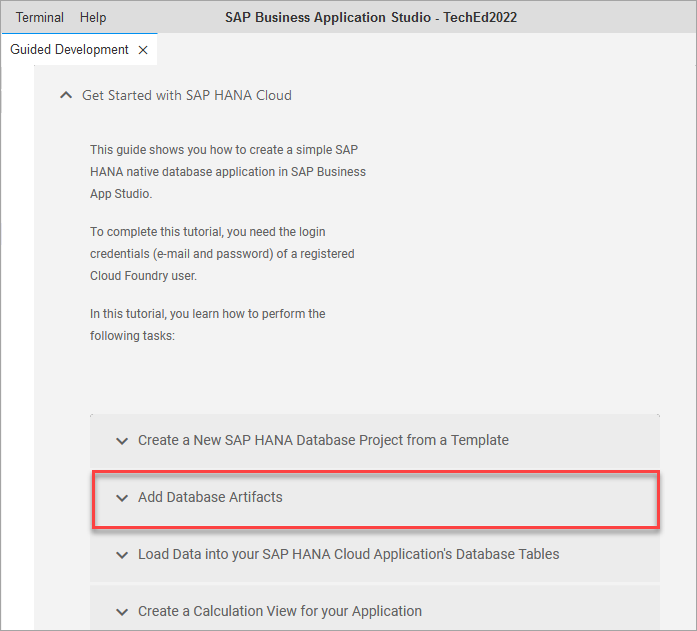 Terminal Help SAP Business Application Studio - TechEd2022
Guided Development
Get Started with SAP HANA Cloud
This guide shows you how to create a simple SAP
HANA native database application in SAP Business
App Studio.
To complete this tutorial, you need the login
credentials (e-mail and password) of a registered
Cloud Foundry user.
In this tutorial, you learn how to perform the
following tasks:
Create a New SAP HANA Database Project from a Template
Add Database Artifacts
Load Data into your SAP HANA Cloud Application's Database Tables
Create a Calculation View for your Application